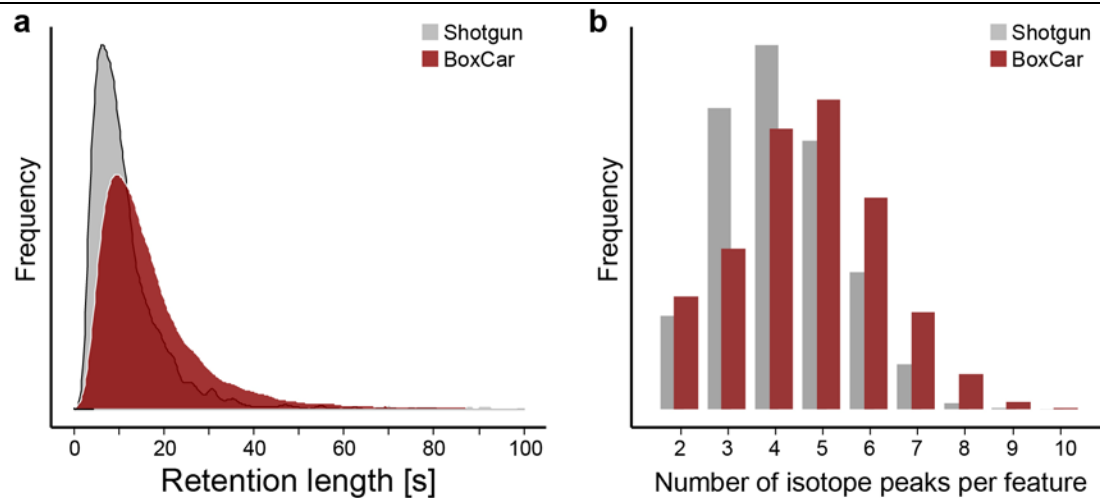 a
Shotgun
BoxCar
Frequency
0 20 40 60 80 100
Retention length [s]
b
Shotgun
BoxCar
Frequency
2 3 4 5 6 7 8 9 10
Number of isotope peaks per feature